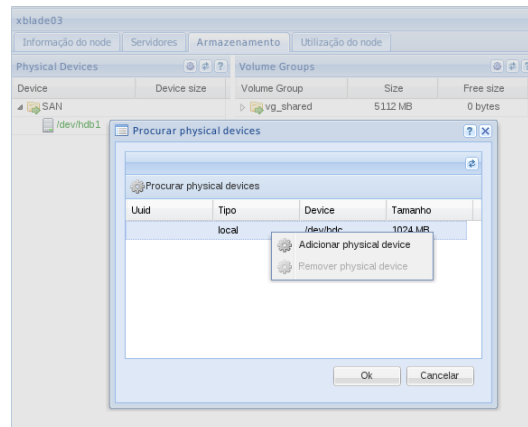 xblade03
Informação do node Servidores Armazenamento Utilização do node
Physical Devices ? Volume Groups ?
Device Device size Volume Group Size Free size
SAN vg_shared 5112 MB 0 bytes
/dev/hdb1
Procurar physical devices ?
Procurar physical devices
Uuid Tipo Device Tamanho
local /dev/hdc 1024 MB
Adicionar physical device
Remover physical device
Ok Cancelar